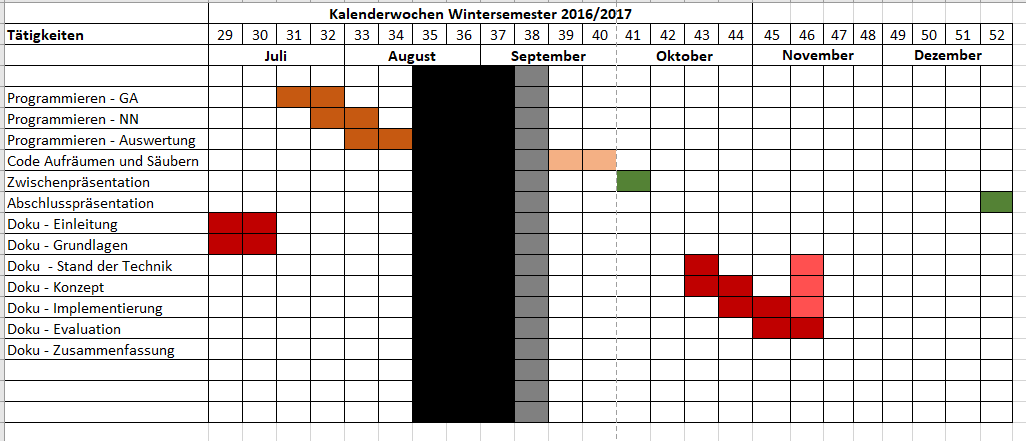 Kalenderwochen Wintersemester 2016/2017
Tätigkeiten 29 30 31 32 33 34 35 36 37 38 39 40 41 42 43 44 45 46 47 48 49 50 51 52
Juli August September Oktober November Dezember
Programmieren - GA
Programmieren - NN
Programmieren - Auswertung
Code Aufräumen und Säubern
Zwischenpräsentation
Abschlusspräsentation
Doku - Einleitung
Doku - Grundlagen
Doku  - Stand der Technik
Doku - Konzept
Doku - Implementierung
Doku - Evaluation
Doku - Zusammenfassung